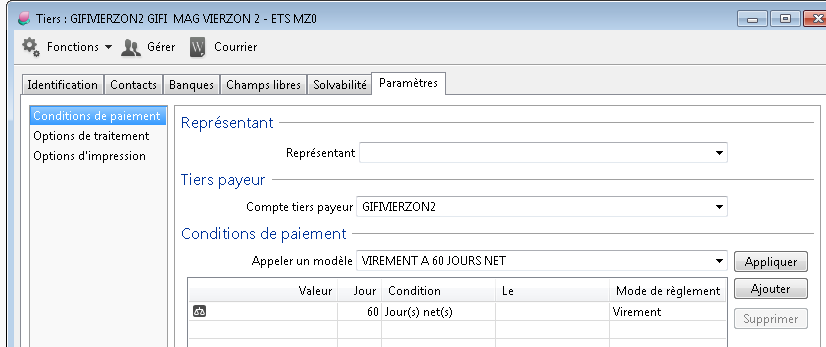 Tiers : GIFIVIERZON2 GIFI MAG VIERZON 2 - ETS MZ0
Fonctions Gérer Courrier
Identification Contacts Banques Champs libres Solvabilité Paramètres
Conditions de paiement
Options de traitement
Options d'impression
Représentant
Représentant
Tiers payeur
Compte tiers payeur GIFIVIERZON2
Conditions de paiement
Appeler un modèle VIREMENT A 60 JOURS NET Appliquer
Valeur Jour Condition Le Mode de règlement Ajouter
60 Jour(s) net(s) Virement Supprimer